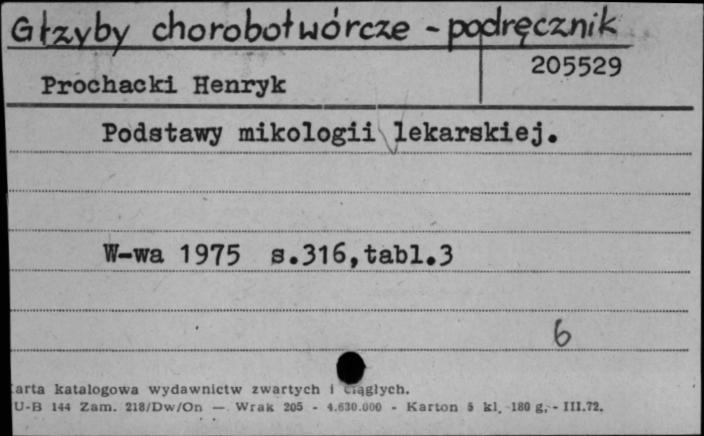 Grzyby chorobotwórcze - podręcznik
205529
Prochacki Henryk
Podstawy mikologii lekarskiej.
W-wa 1975 s.316,tabl.3
6
arta katalogowa wydawnictw zwartych i ciągłych.
U-B 144 Zam. 218/Dw/On — Wrak 205 - 4.630.000 - Karton 5 kl. 180 g. - III.72.